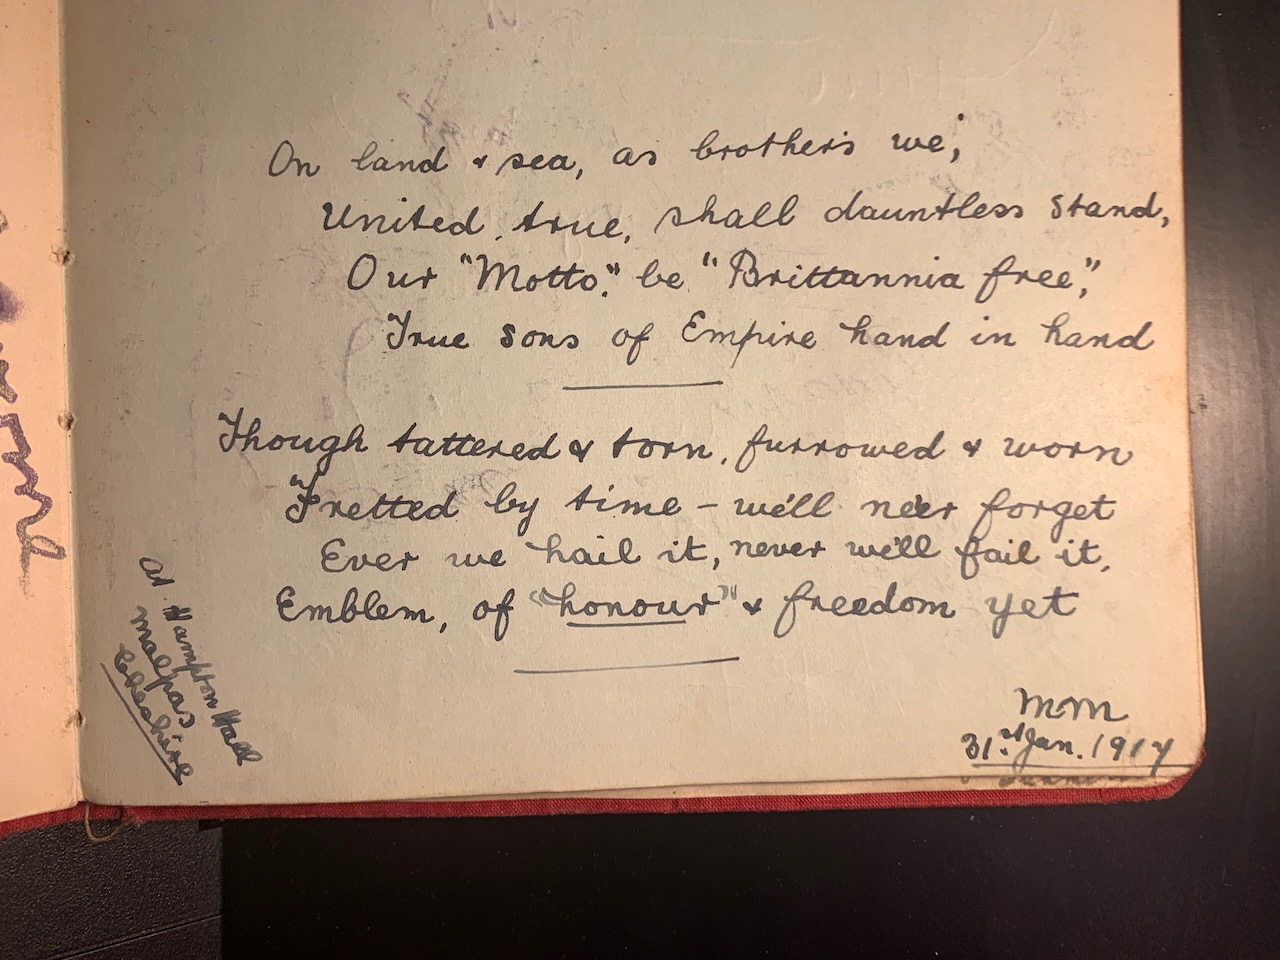 On land & sea, as brothers we,
United, true, shall dauntless stand,
Our "Motto," be "Brittannia free,"
True sons of Empire hand in hand
Though tattered & torn, furrowed & worn
Fretted by time - we'll ne'er forget
Ever we hail it, never we'll fail it,
Emblem, of "honour" & freedom yet
At Hampton Hall
Malpas
Cheshire
MM
31st Jan. 1917